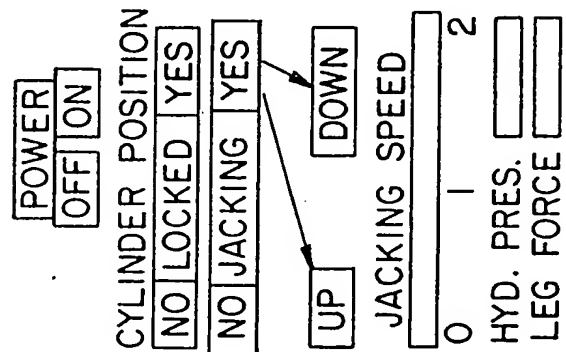 POWER
OFF ON
CYLINDER POSITION
NO LOCKED YES
NO JACKING YES
UP DOWN
JACKING SPEED
0 1 2
HYD. PRES.
LEG FORCE